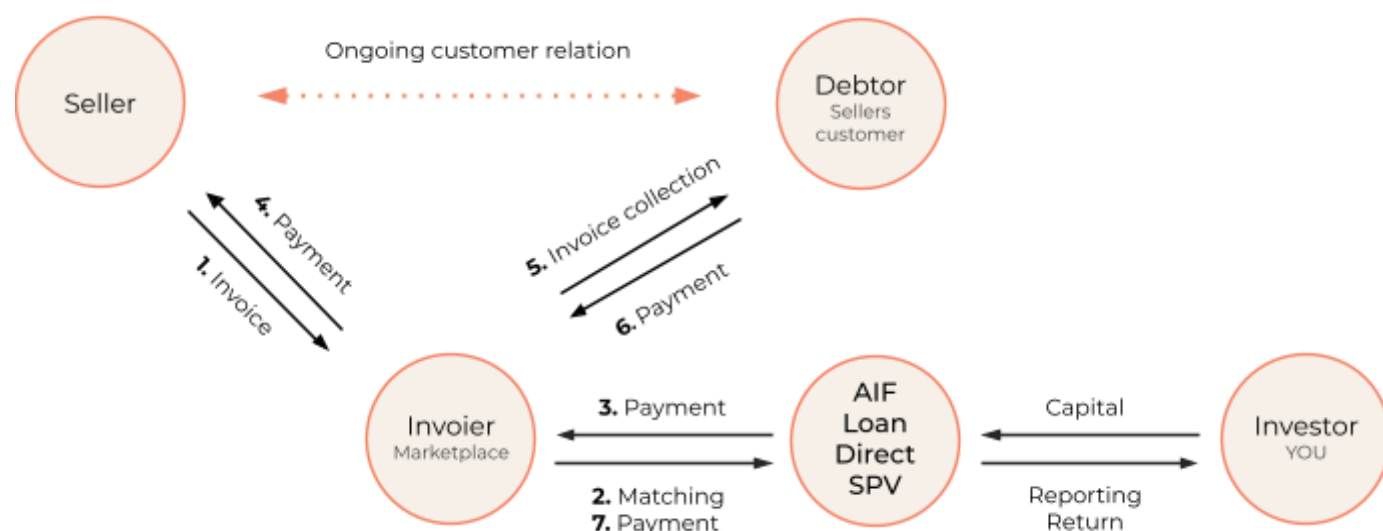 Ongoing customer relation
Seller
Debtor
Sellers
customer
4. Payment
1. Invoice
5. Invoice collection
6. Payment
Invoier
Marketplace
3. Payment
2. Matching
7. Payment
AIF
Loan
Direct
SPV
Capital
Reporting
Return
Investor
YOU